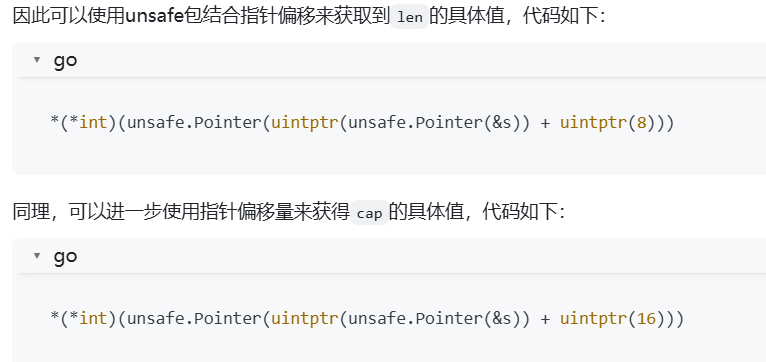 因此可以使用unsafe包结合指针偏移来获取到 len 的具体值，代码如下：
go
*(*int)(unsafe.Pointer(uintptr(unsafe.Pointer(&s)) + uintptr(8)))
同理，可以进一步使用指针偏移量来获得 cap 的具体值，代码如下：
go
*(*int)(unsafe.Pointer(uintptr(unsafe.Pointer(&s)) + uintptr(16)))